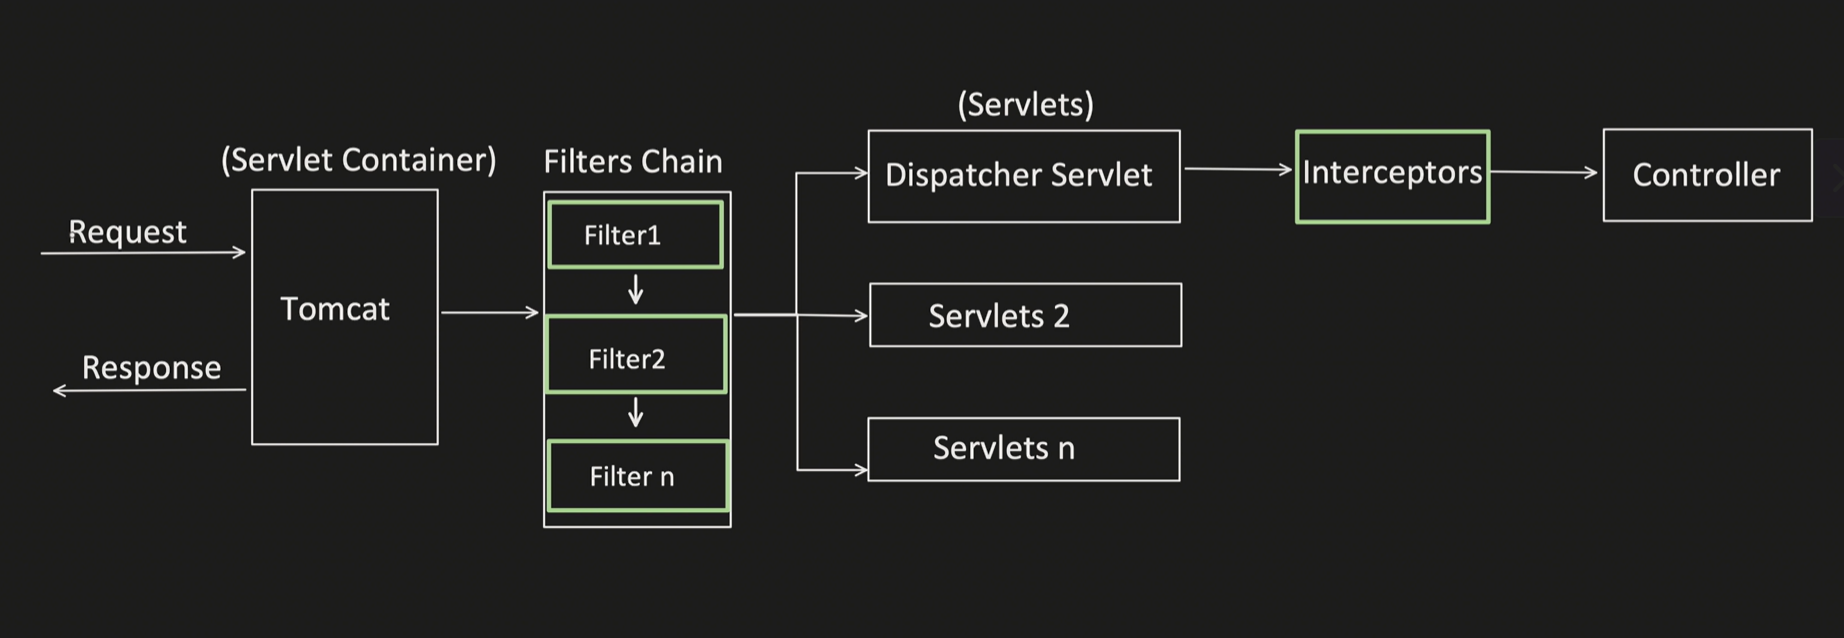 (Servlets)
(Servlet Container)
Filters Chain
Request
Response
Tomcat
Filter1
Filter2
Filter n
Dispatcher Servlet
Servlets 2
Servlets n
Interceptors
Controller